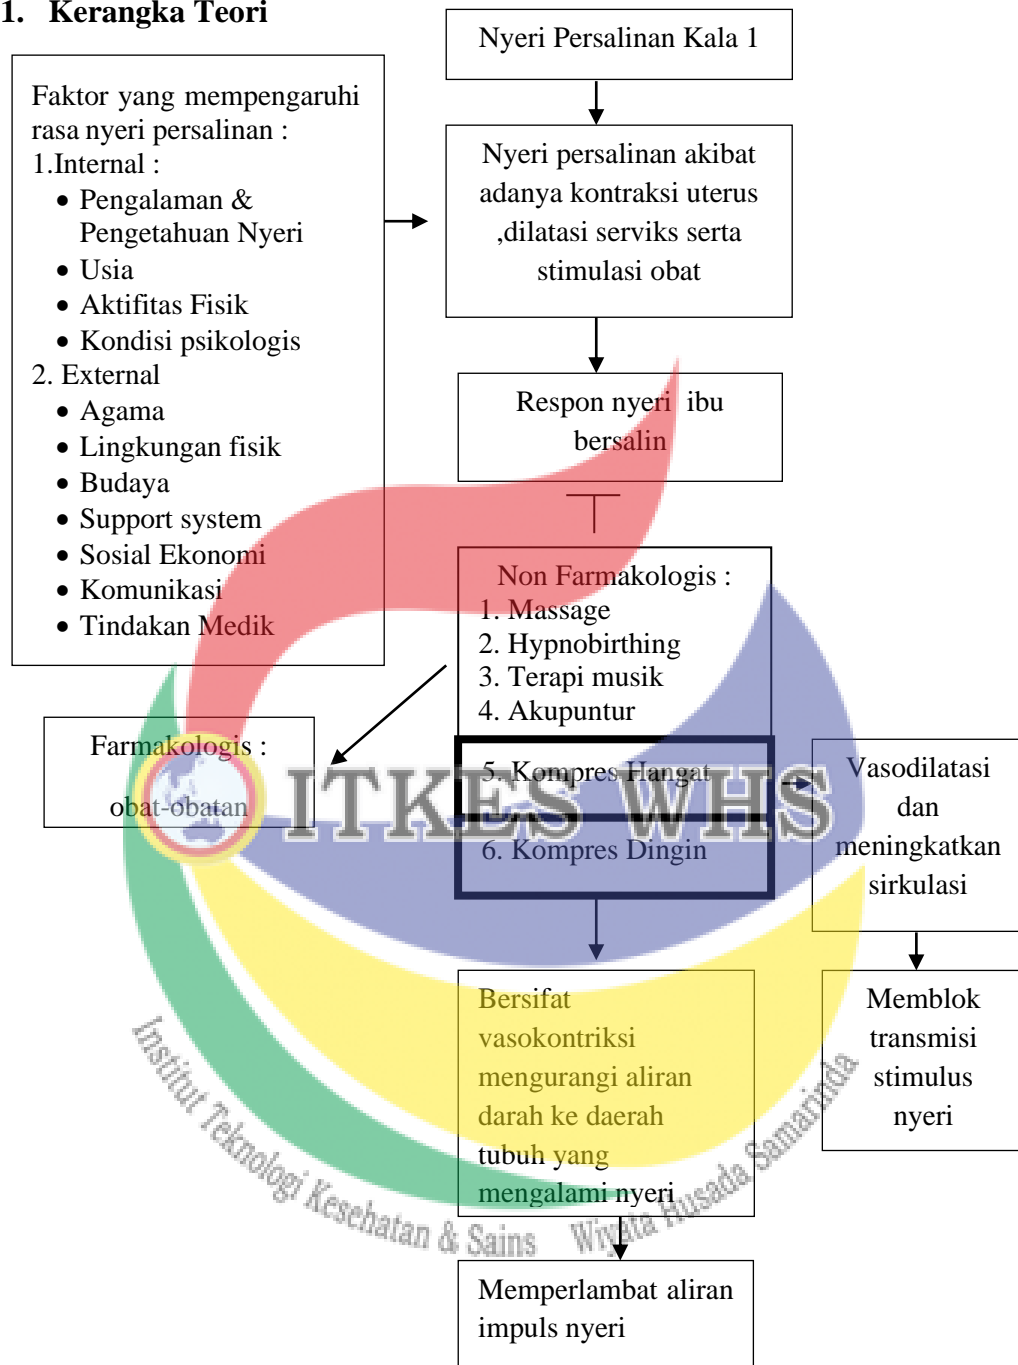 1. Kerangka Teori
Nyeri Persalinan Kala 1
Faktor yang mempengaruhi
rasa nyeri persalinan :
1.Internal :
• Pengalaman &
Pengetahuan Nyeri
• Usia
• Aktifitas Fisik
• Kondisi psikologis
2. External
• Agama
• Lingkungan fisik
• Budaya
• Support system
• Sosial Ekonomi
• Komunikasi
• Tindakan Medik
Nyeri persalinan akibat
adanya kontraksi uterus
,dilatasi serviks serta
stimulasi obat
Respon nyeri ibu
bersalin
Non Farmakologis :
1. Massage
2. Hypnobirthing
3. Terapi musik
4. Akupuntur
5. Kompres Hangat
6. Kompres Dingin
Farmakologis :
obat-obatan
ITKES WHS
Vasodilatasi
dan
meningkatkan
sirkulasi
Memblok
transmisi
stimulus
nyeri
Bersifat
vasokontriksi
mengurangi aliran
darah ke daerah
tubuh yang
mengalami nyeri
Memperlambat aliran
impuls nyeri
Institut Teknologi Kesehatan & Sains Wiyata Husada Samarinda